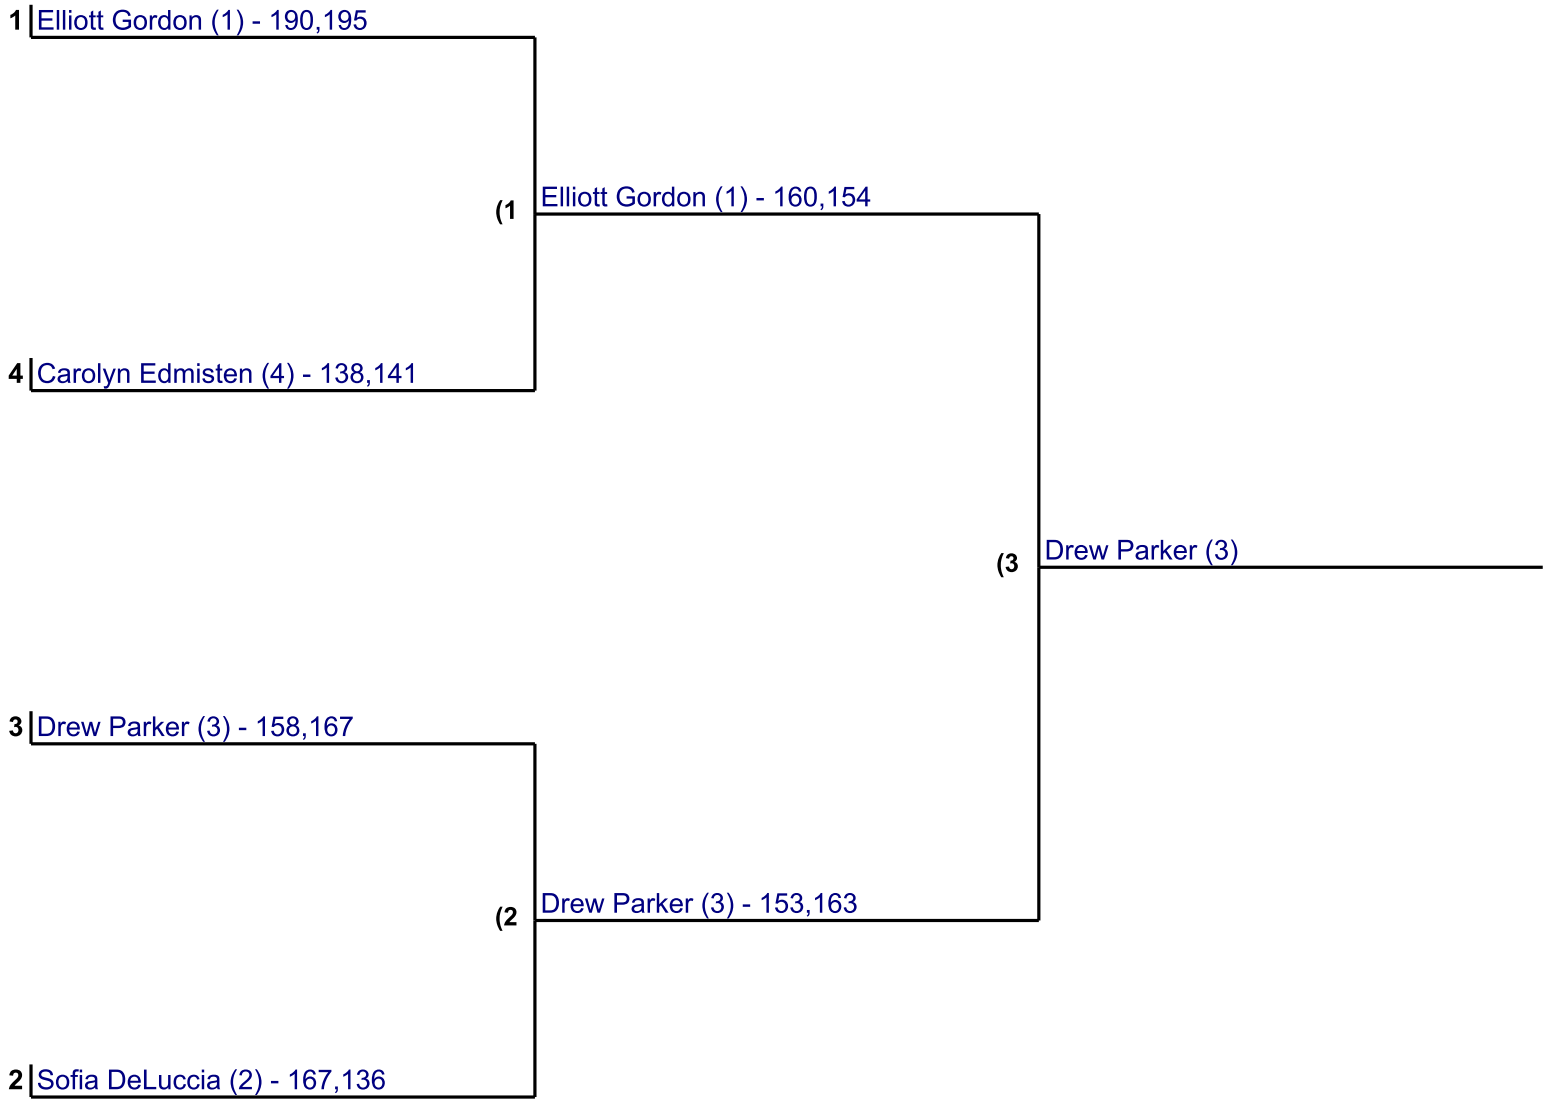 1 Elliott Gordon (1) - 190,195
(1 Elliott Gordon (1) - 160,154
4 Carolyn Edmisten (4) - 138,141
(3 Drew Parker (3)
3 Drew Parker (3) - 158,167
(2 Drew Parker (3) - 153,163
2 Sofia DeLuccia (2) - 167,136